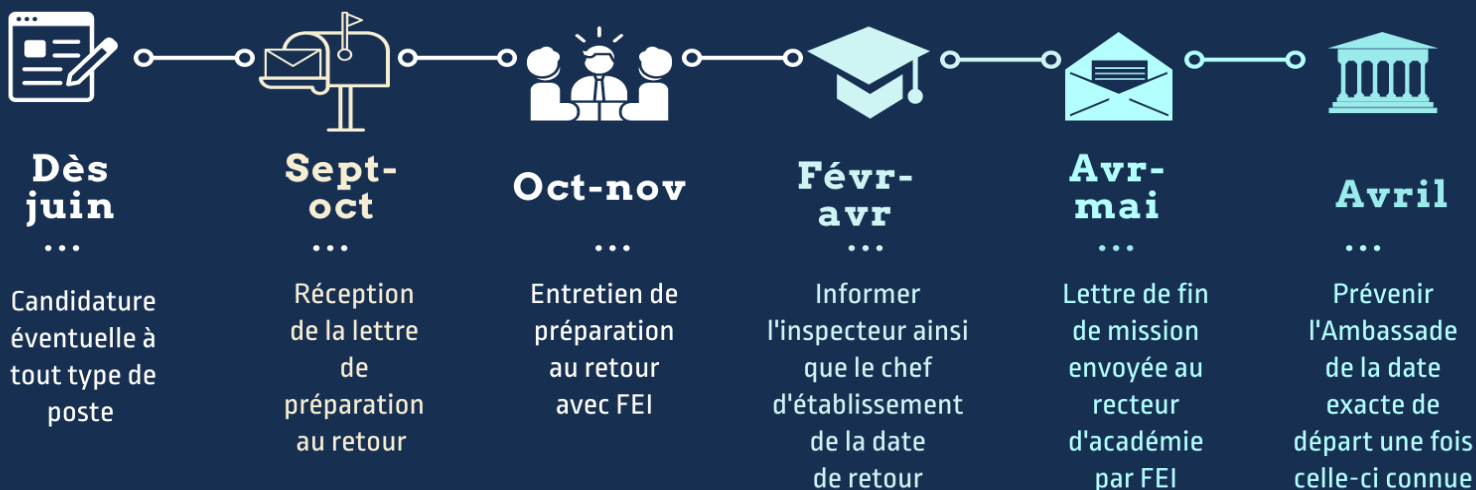 Dès
juin
...
Candidature
éventuelle à
tout type de
poste
Sept-
oct
...
Réception
de la lettre
de
préparation
au retour
Oct-nov
...
Entretien de
préparation
au retour
avec FEI
Févr-
avr
...
Informer
l'inspecteur ainsi
que le chef
d'établissement
de la date
de retour
Avr-
mai
...
Lettre de fin
de mission
envoyée au
recteur
d'académie
par FEI
Avril
...
Prévenir
l'Ambassade
de la date
exacte de
départ une fois
celle-ci connue